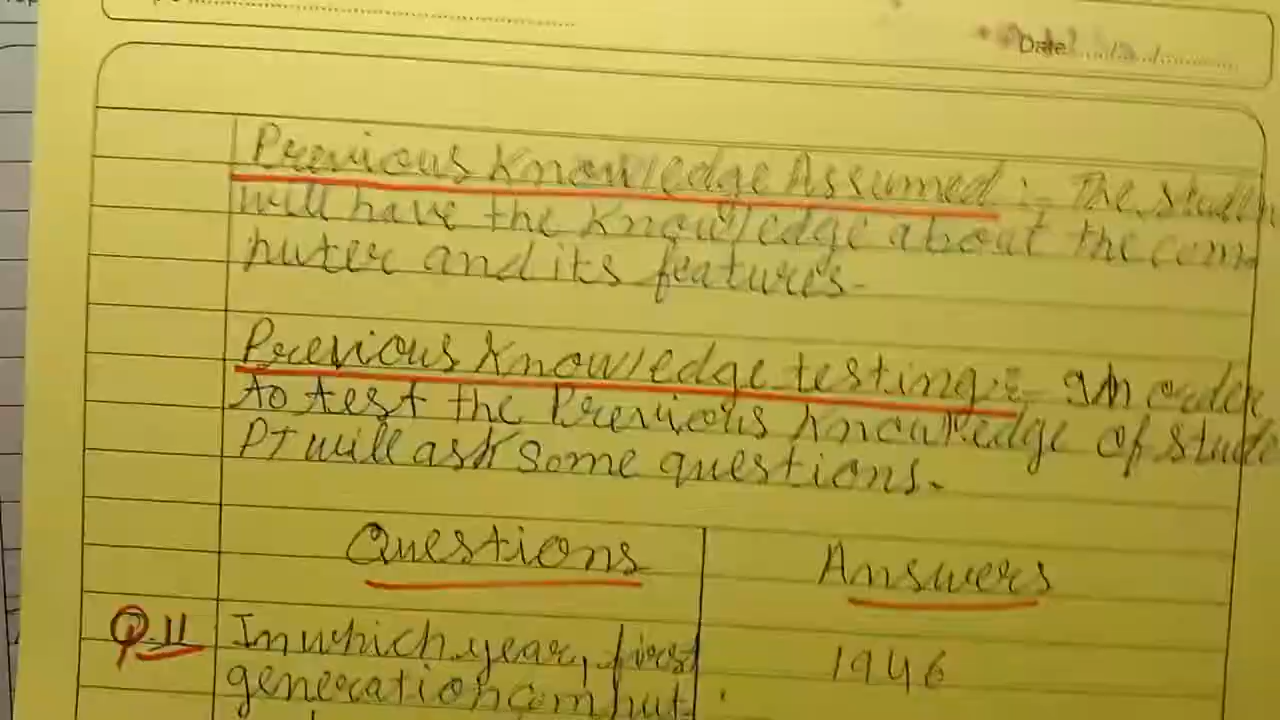 Date
Previous Knowledge Assumed :- The stude
will have the Knowledge about the com
puter and its features.
Previous Knowledge testing :- In order
to test the Previous Knowledge of stude
PT will ask some questions.
Questions Answers
Q.1) In which year, first 1946
generation comput